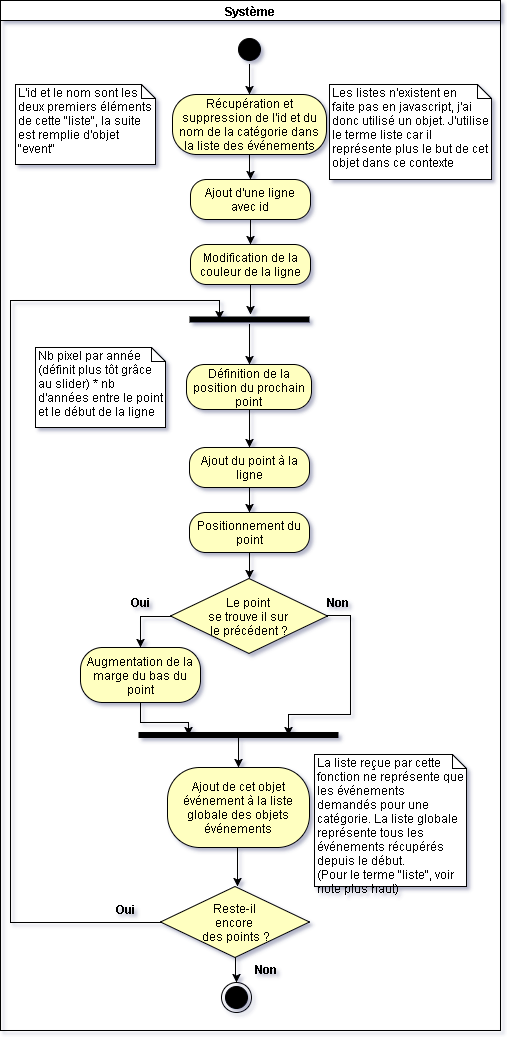 Système
L'id et le nom sont les
deux premiers éléments
de cette "liste", la suite
est remplie d'objet
"event"
Récupération et
suppression de l'id et du
nom de la catégorie dans
la liste des événements
Les listes n'existent en
faite pas en javascript, j'ai
donc utilisé un objet. J'utilise
le terme liste car il
représente plus le but de cet
objet dans ce contexte
Ajout d'une ligne
avec id
Modification de la
couleur de la ligne
Nb pixel par année
(définit plus tôt grâce
au slider) * nb
d'années entre le point
et le début de la ligne
Définition de la
position du prochain
point
Ajout du point à la
ligne
Positionnement du
point
Oui
Le point
se trouve il sur
le précédent ?
Non
Augmentation de la
marge du bas du
point
Ajout de cet objet
événement à la liste
globale des objets
événements
La liste reçue par cette
fonction ne représente que
les événements
demandés pour une
catégorie. La liste globale
représente tous les
événements récupérés
depuis le début.
(Pour le terme "liste", voir
note plus haut)
Oui
Reste-il
encore
des points ?
Non